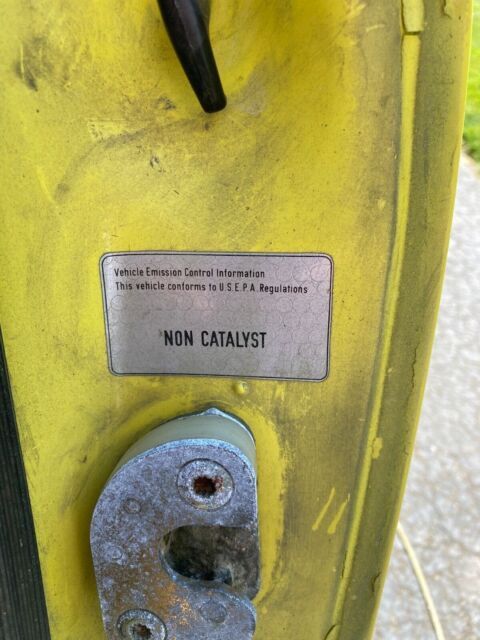 Vehicle Emission Control Information
This vehicle conforms to U.S.E.P.A. Regulations
NON CATALYST